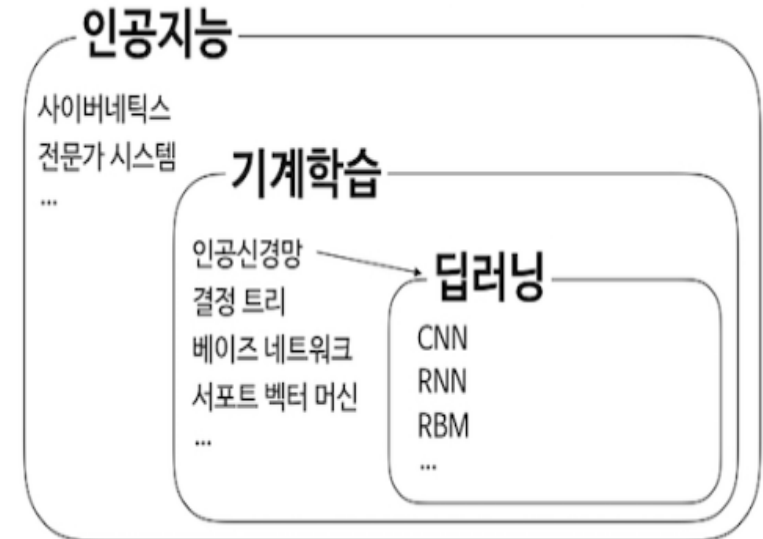 인공지능
사이버네틱스
전문가 시스템
...
기계학습
인공신경망
결정 트리
베이즈 네트워크
서포트 벡터 머신
...
딥러닝
CNN
RNN
RBM
...